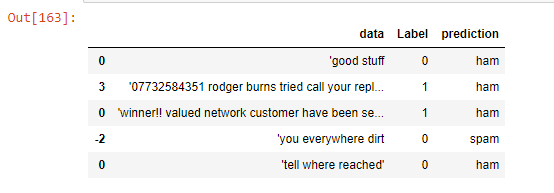 Out[163]:
data Label prediction
0 'good stuff 0 ham
3 '07732584351 rodger burns tried call your repl... 1 ham
0 'winner!! valued network customer have been se... 1 ham
-2 'you everywhere dirt 0 spam
0 'tell where reached' 0 ham